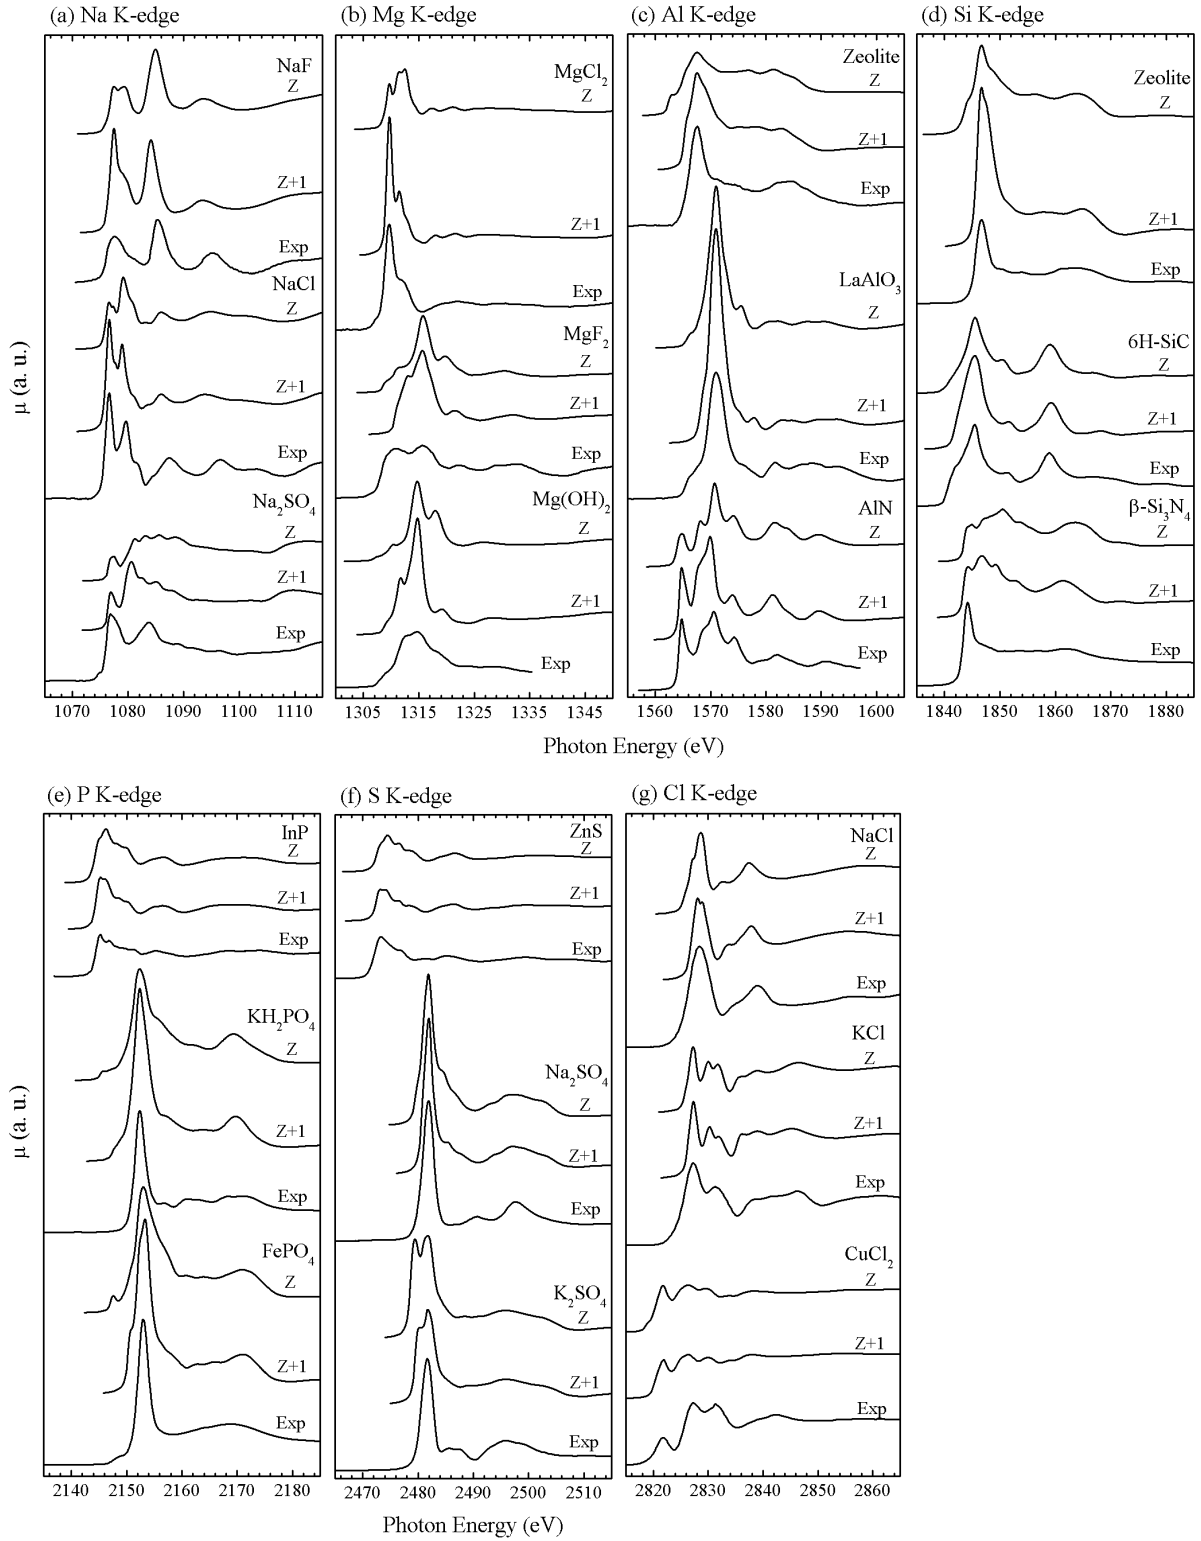 (a) Na K-edge
NaF
Z
Z+1
Exp
NaCl
Z
Z+1
Exp
Na2SO4
Z
Z+1
Exp
1070 1080 1090 1100 1110
(b) Mg K-edge
MgCl2
Z
Z+1
Exp
MgF2
Z
Z+1
Exp
Mg(OH)2
Z
Z+1
Exp
1305 1315 1325 1335 1345
(c) Al K-edge
Zeolite
Z
Z+1
Exp
LaAlO3
Z
Z+1
Exp
AlN
Z
Z+1
Exp
1560 1570 1580 1590 1600
(d) Si K-edge
Zeolite
Z
Z+1
Exp
6H-SiC
Z
Z+1
Exp
β-Si3N4
Z
Z+1
Exp
1840 1850 1860 1870 1880
μ (a. u.)
Photon Energy (eV)
(e) P K-edge
InP
Z
Z+1
Exp
KH2PO4
Z
Z+1
Exp
FePO4
Z
Z+1
Exp
2140 2150 2160 2170 2180
(f) S K-edge
ZnS
Z
Z+1
Exp
Na2SO4
Z
Z+1
Exp
K2SO4
Z
Z+1
Exp
2470 2480 2490 2500 2510
(g) Cl K-edge
NaCl
Z
Z+1
Exp
KCl
Z
Z+1
Exp
CuCl2
Z
Z+1
Exp
2820 2830 2840 2850 2860
μ (a. u.)
Photon Energy (eV)